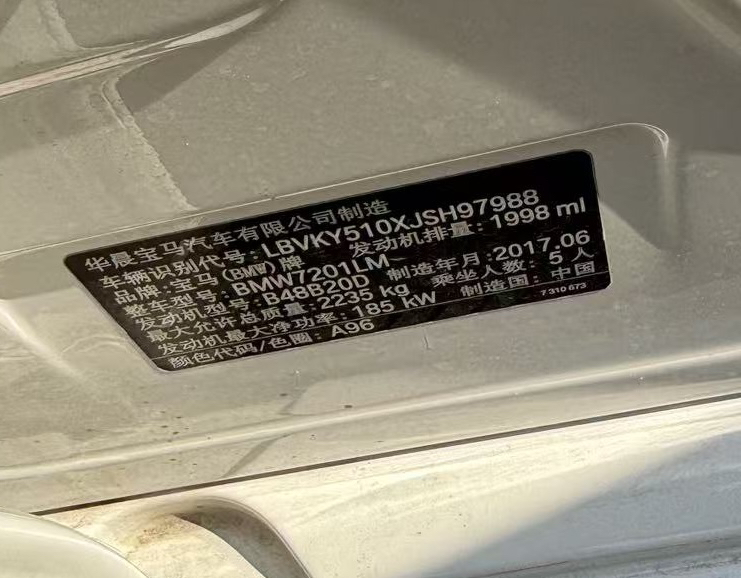 华晨宝马汽车有限公司制造
车辆识别代号: LBVKY510XJSH97988
品牌: 宝马(BMW)牌 发动机排量: 1998 ml
整车型号: BMW7201LM
发动机型号: B48B20D 制造年月: 2017.06
最大允许总质量: 2235 kg 乘坐人数: 5 人
发动机最大净功率: 185 kW 制造国: 中国
颜色代码/色圈: A96
7 310 673